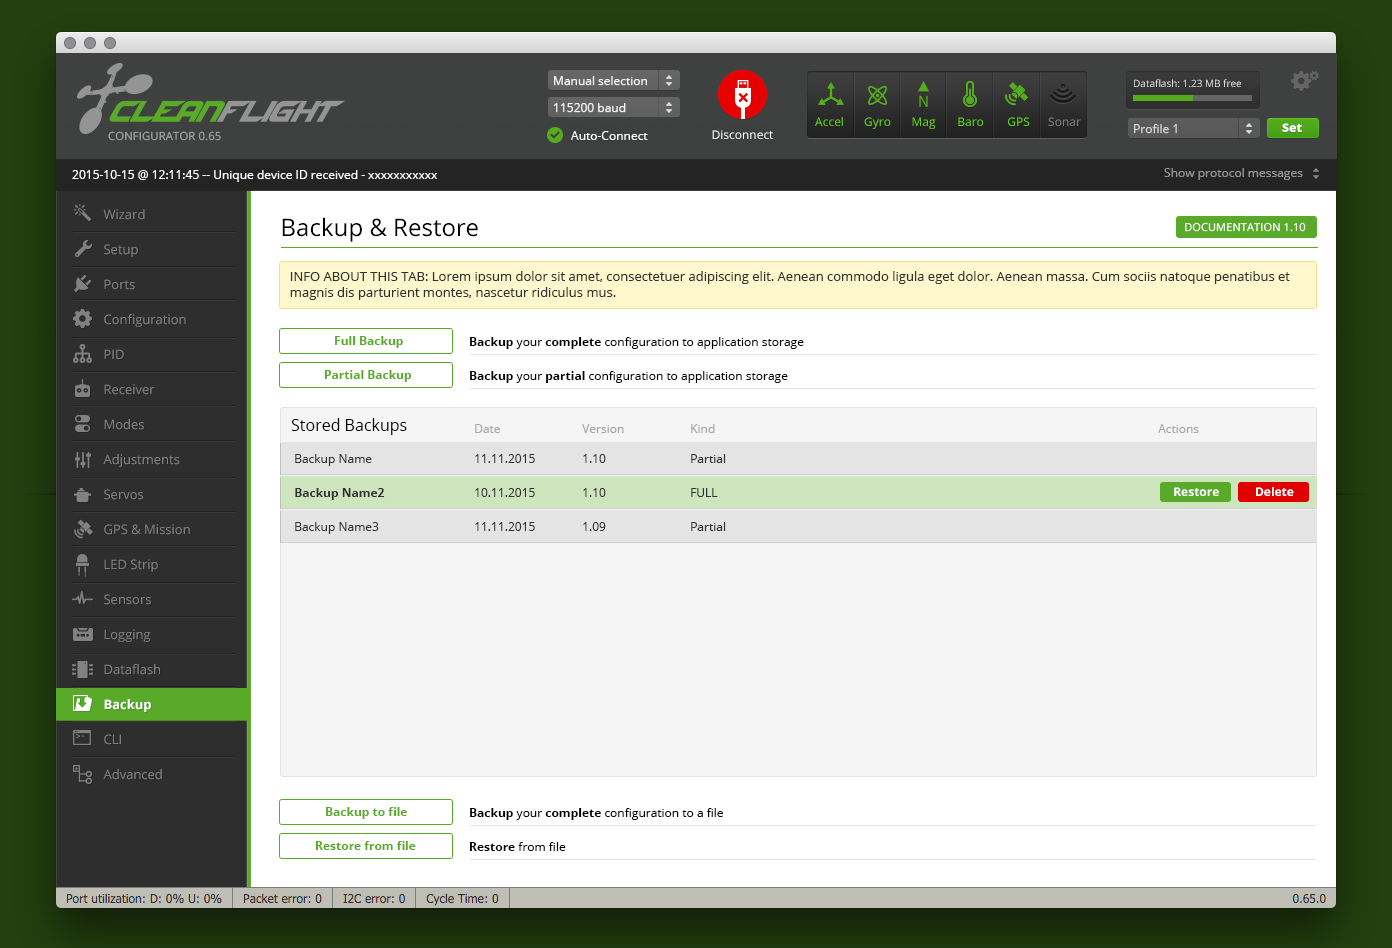 CLEANFLIGHT
CONFIGURATOR 0.65
Manual selection
115200 baud
Auto-Connect
Disconnect
Accel
Gyro
N
Mag
Baro
GPS
Sonar
Dataflash: 1.23 MB free
Profile 1
Set
2015-10-15 @ 12:11:45 -- Unique device ID received - xxxxxxxxxxx
Show protocol messages
Wizard
Setup
Ports
Configuration
PID
Receiver
Modes
Adjustments
Servos
GPS & Mission
LED Strip
Sensors
Logging
Dataflash
Backup
CLI
Advanced
Backup & Restore
DOCUMENTATION 1.10
INFO ABOUT THIS TAB: Lorem ipsum dolor sit amet, consectetuer adipiscing elit. Aenean commodo ligula eget dolor. Aenean massa. Cum sociis natoque penatibus et
magnis dis parturient montes, nascetur ridiculus mus.
Full Backup
Backup your complete configuration to application storage
Partial Backup
Backup your partial configuration to application storage
Stored Backups Date Version Kind Actions
Backup Name 11.11.2015 1.10 Partial
Backup Name2 10.11.2015 1.10 FULL Restore Delete
Backup Name3 11.11.2015 1.09 Partial
Backup to file
Backup your complete configuration to a file
Restore from file
Restore from file
Port utilization: D: 0% U: 0% Packet error: 0 I2C error: 0 Cycle Time: 0 0.65.0